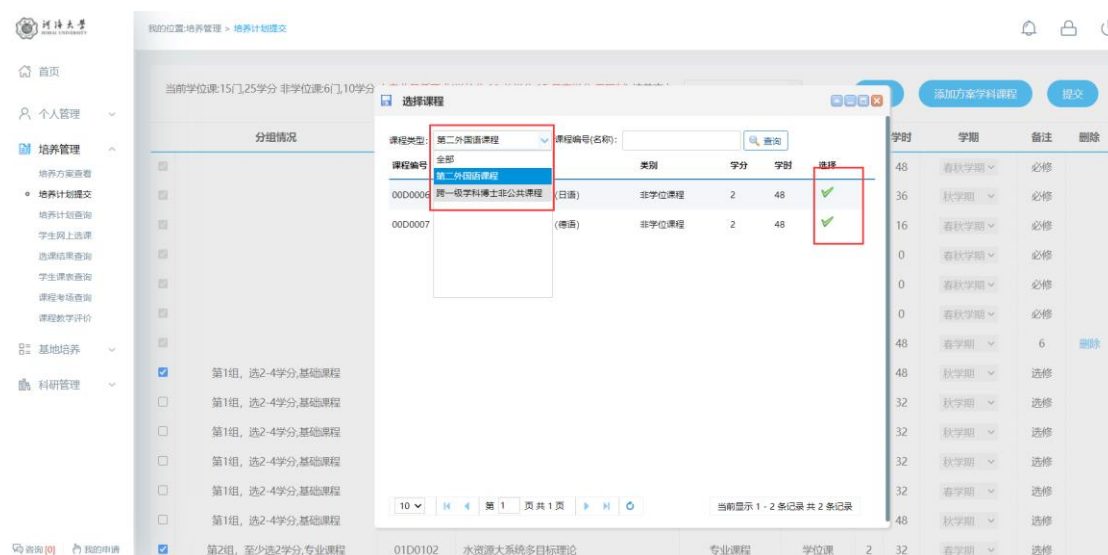 河海大学
HOHAI UNIVERSITY
我的位置:培养管理 > 培养计划提交
首页
个人管理
培养管理
培养方案查看
培养计划提交
培养计划查询
学生网上选课
选课结果查询
学生课表查询
课程考场查询
课程教学评价
基地培养
科研管理
咨询[0] 我的申请
当前学位课:15门,25学分 非学位课:6门,10学分
添加方案学科课程 提交
分组情况 学时 学期 备注 删除
48 春秋学期 必修
36 秋学期 必修
16 春秋学期 必修
0 春秋学期 必修
0 春秋学期 必修
0 春秋学期 必修
48 春学期 6 删除
第1组, 选2-4学分,基础课程 48 秋学期 选修
第1组, 选2-4学分,基础课程 32 秋学期 选修
第1组, 选2-4学分,基础课程 32 秋学期 选修
第1组, 选2-4学分,基础课程 32 秋学期 选修
第1组, 选2-4学分,基础课程 32 春学期 选修
第1组, 选2-4学分,基础课程 48 秋学期 选修
第2组, 至少选2学分,专业课程 01D0102 水资源大系统多目标理论 专业课程 学位课 2 32 春学期 选修
选择课程
课程类型: 第二外国语课程 课程编号(名称): 查询
全部
第二外国语课程
跨一级学科博士非公共课程
课程编号 类别 学分 学时 选择
00D0006 (日语) 非学位课程 2 48
00D0007 (德语) 非学位课程 2 48
10 第 1 页共1页 当前显示 1 - 2 条记录 共 2 条记录